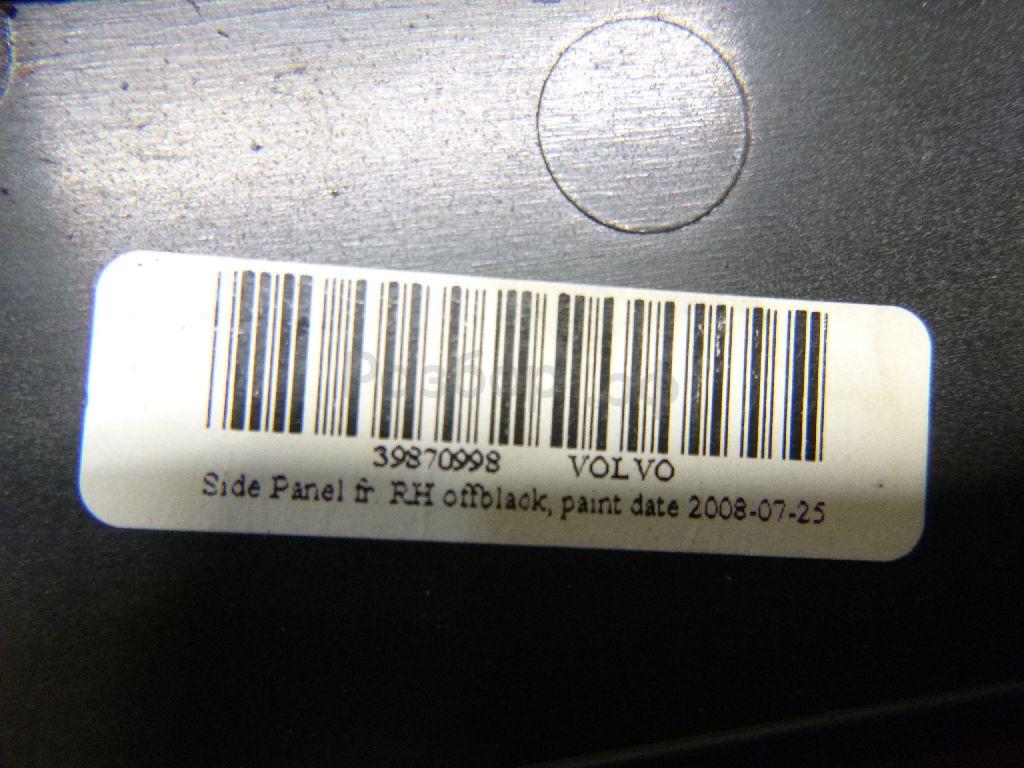 39870998 VOLVO
Side Panel fr. RH offblack, paint date 2008-07-25